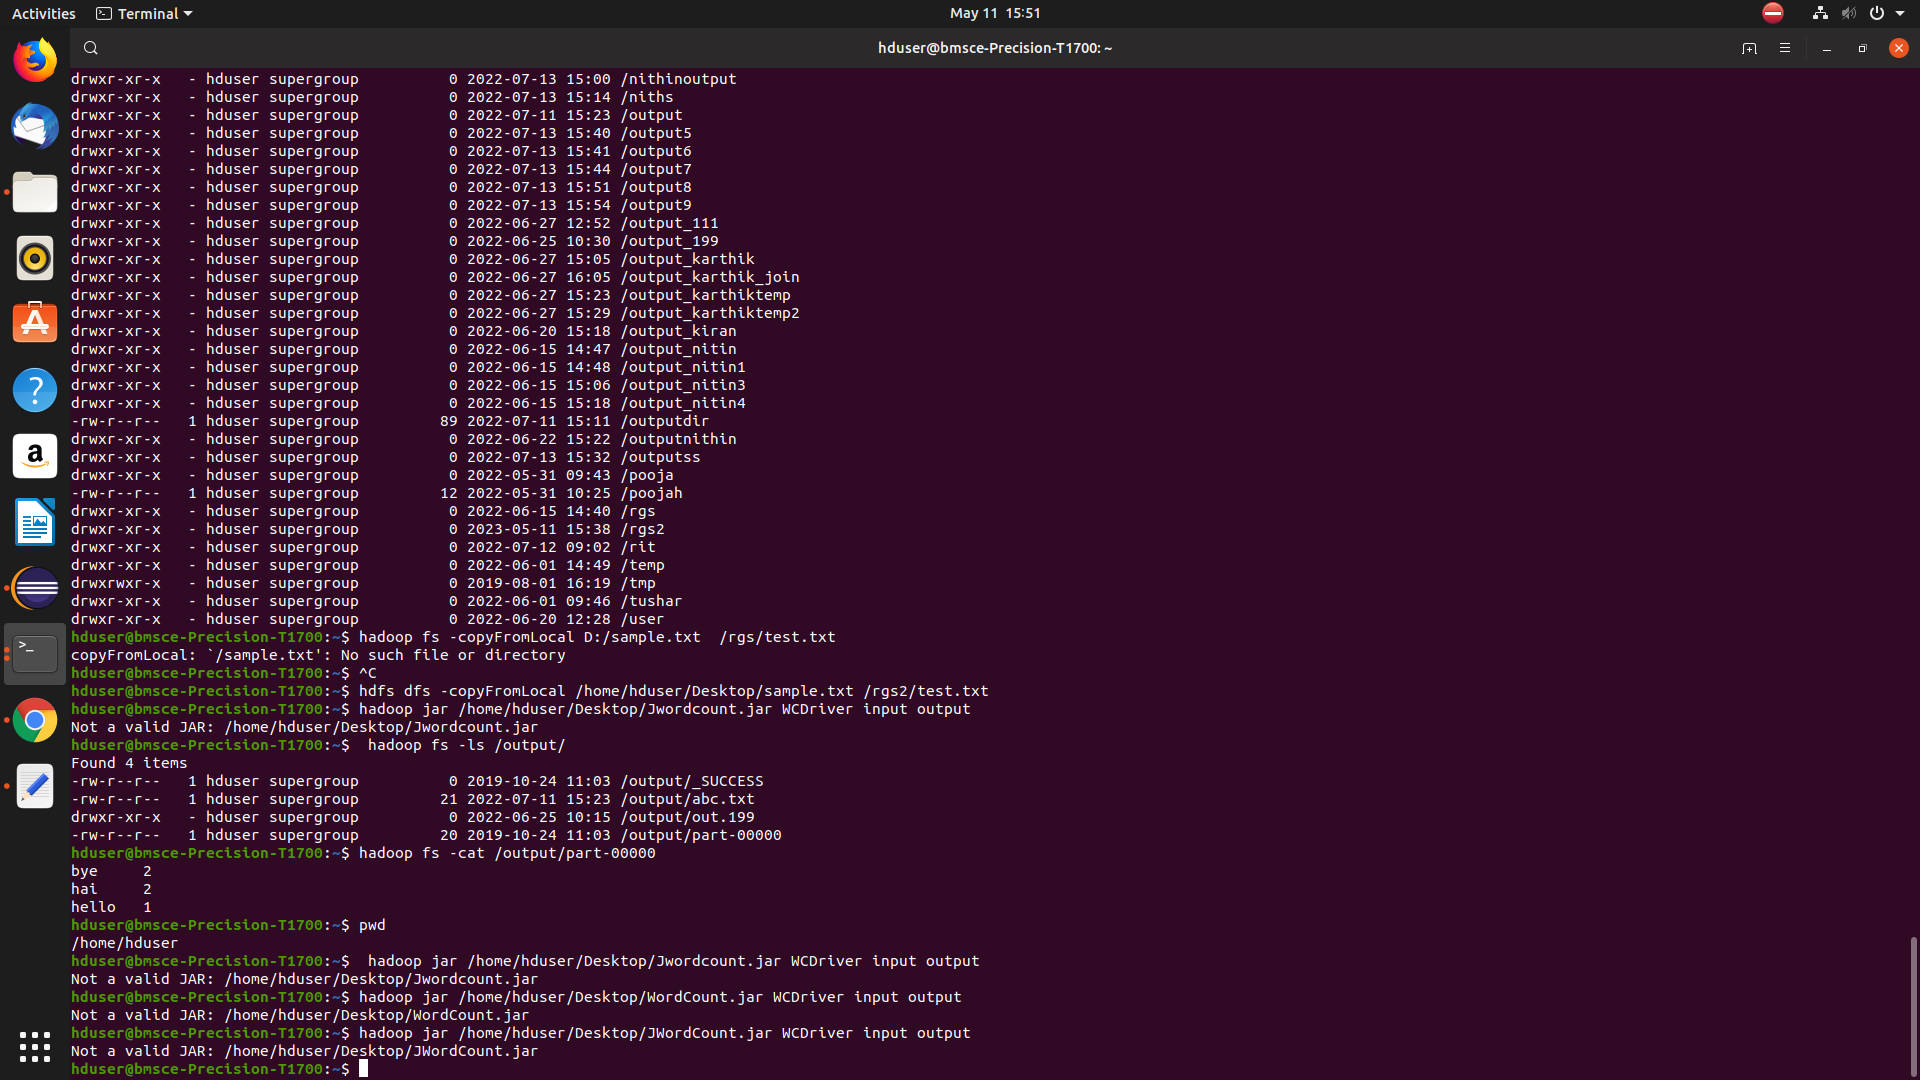 Activities
Terminal
May 11 15:51
hduser@bmsce-Precision-T1700: ~
drwxr-xr-x   - hduser supergroup          0 2022-07-13 15:00 /nithinoutput
drwxr-xr-x   - hduser supergroup          0 2022-07-13 15:14 /niths
drwxr-xr-x   - hduser supergroup          0 2022-07-11 15:23 /output
drwxr-xr-x   - hduser supergroup          0 2022-07-13 15:40 /output5
drwxr-xr-x   - hduser supergroup          0 2022-07-13 15:41 /output6
drwxr-xr-x   - hduser supergroup          0 2022-07-13 15:44 /output7
drwxr-xr-x   - hduser supergroup          0 2022-07-13 15:51 /output8
drwxr-xr-x   - hduser supergroup          0 2022-07-13 15:54 /output9
drwxr-xr-x   - hduser supergroup          0 2022-06-27 12:52 /output_111
drwxr-xr-x   - hduser supergroup          0 2022-06-25 10:30 /output_199
drwxr-xr-x   - hduser supergroup          0 2022-06-27 15:05 /output_karthik
drwxr-xr-x   - hduser supergroup          0 2022-06-27 16:05 /output_karthik_join
drwxr-xr-x   - hduser supergroup          0 2022-06-27 15:23 /output_karthiktemp
drwxr-xr-x   - hduser supergroup          0 2022-06-27 15:29 /output_karthiktemp2
drwxr-xr-x   - hduser supergroup          0 2022-06-20 15:18 /output_kiran
drwxr-xr-x   - hduser supergroup          0 2022-06-15 14:47 /output_nitin
drwxr-xr-x   - hduser supergroup          0 2022-06-15 14:48 /output_nitin1
drwxr-xr-x   - hduser supergroup          0 2022-06-15 15:06 /output_nitin3
drwxr-xr-x   - hduser supergroup          0 2022-06-15 15:18 /output_nitin4
-rw-r--r--   1 hduser supergroup         89 2022-07-11 15:11 /outputdir
drwxr-xr-x   - hduser supergroup          0 2022-06-22 15:22 /outputnithin
drwxr-xr-x   - hduser supergroup          0 2022-07-13 15:32 /outputss
drwxr-xr-x   - hduser supergroup          0 2022-05-31 09:43 /pooja
-rw-r--r--   1 hduser supergroup         12 2022-05-31 10:25 /poojah
drwxr-xr-x   - hduser supergroup          0 2022-06-15 14:40 /rgs
drwxr-xr-x   - hduser supergroup          0 2023-05-11 15:38 /rgs2
drwxr-xr-x   - hduser supergroup          0 2022-07-12 09:02 /rit
drwxr-xr-x   - hduser supergroup          0 2022-06-01 14:49 /temp
drwxrwxr-x   - hduser supergroup          0 2019-08-01 16:19 /tmp
drwxr-xr-x   - hduser supergroup          0 2022-06-01 09:46 /tushar
drwxr-xr-x   - hduser supergroup          0 2022-06-20 12:28 /user
hduser@bmsce-Precision-T1700:~$ hadoop fs -copyFromLocal D:/sample.txt  /rgs/test.txt
copyFromLocal: `/sample.txt': No such file or directory
hduser@bmsce-Precision-T1700:~$ ^C
hduser@bmsce-Precision-T1700:~$ hdfs dfs -copyFromLocal /home/hduser/Desktop/sample.txt /rgs2/test.txt
hduser@bmsce-Precision-T1700:~$ hadoop jar /home/hduser/Desktop/Jwordcount.jar WCDriver input output
Not a valid JAR: /home/hduser/Desktop/Jwordcount.jar
hduser@bmsce-Precision-T1700:~$  hadoop fs -ls /output/
Found 4 items
-rw-r--r--   1 hduser supergroup          0 2019-10-24 11:03 /output/_SUCCESS
-rw-r--r--   1 hduser supergroup         21 2022-07-11 15:23 /output/abc.txt
drwxr-xr-x   - hduser supergroup          0 2022-06-25 10:15 /output/out.199
-rw-r--r--   1 hduser supergroup         20 2019-10-24 11:03 /output/part-00000
hduser@bmsce-Precision-T1700:~$ hadoop fs -cat /output/part-00000
bye     2
hai     2
hello   1
hduser@bmsce-Precision-T1700:~$ pwd
/home/hduser
hduser@bmsce-Precision-T1700:~$  hadoop jar /home/hduser/Desktop/Jwordcount.jar WCDriver input output
Not a valid JAR: /home/hduser/Desktop/Jwordcount.jar
hduser@bmsce-Precision-T1700:~$ hadoop jar /home/hduser/Desktop/WordCount.jar WCDriver input output
Not a valid JAR: /home/hduser/Desktop/WordCount.jar
hduser@bmsce-Precision-T1700:~$ hadoop jar /home/hduser/Desktop/JWordCount.jar WCDriver input output
Not a valid JAR: /home/hduser/Desktop/JWordCount.jar
hduser@bmsce-Precision-T1700:~$